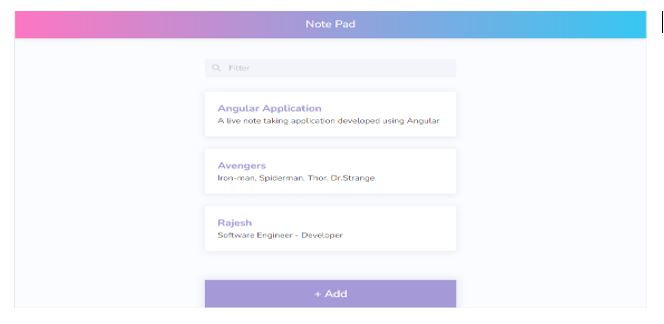 Note Pad
Filter
Angular Application
A live note taking application developed using Angular
Avengers
Iron-man, Spiderman, Thor, Dr.Strange
Rajesh
Software Engineer - Developer
+ Add